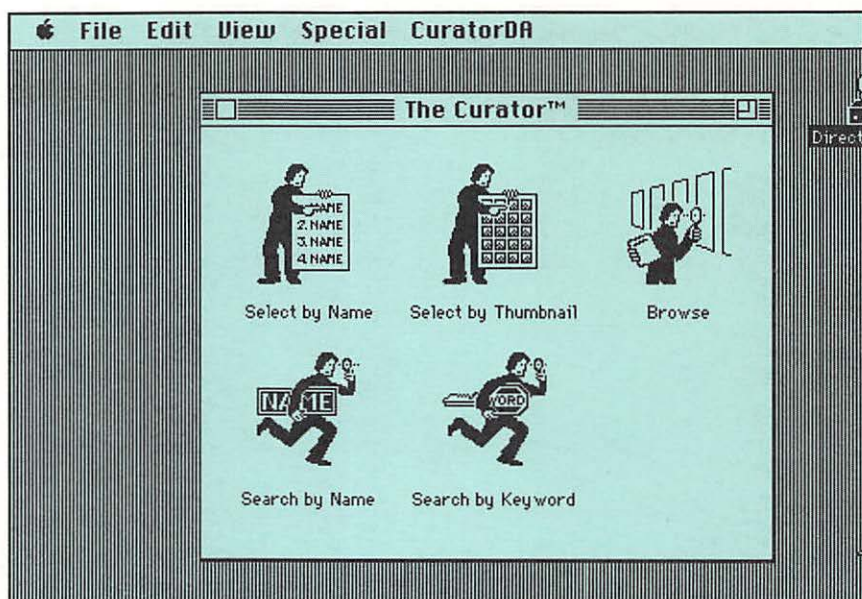 File Edit View Special CuratorDA
The Curator™
Direct
NAME
2. NAME
3. NAME
4. NAME
Select by Name
Select by Thumbnail
Browse
NAME
WORD
Search by Name
Search by Keyword